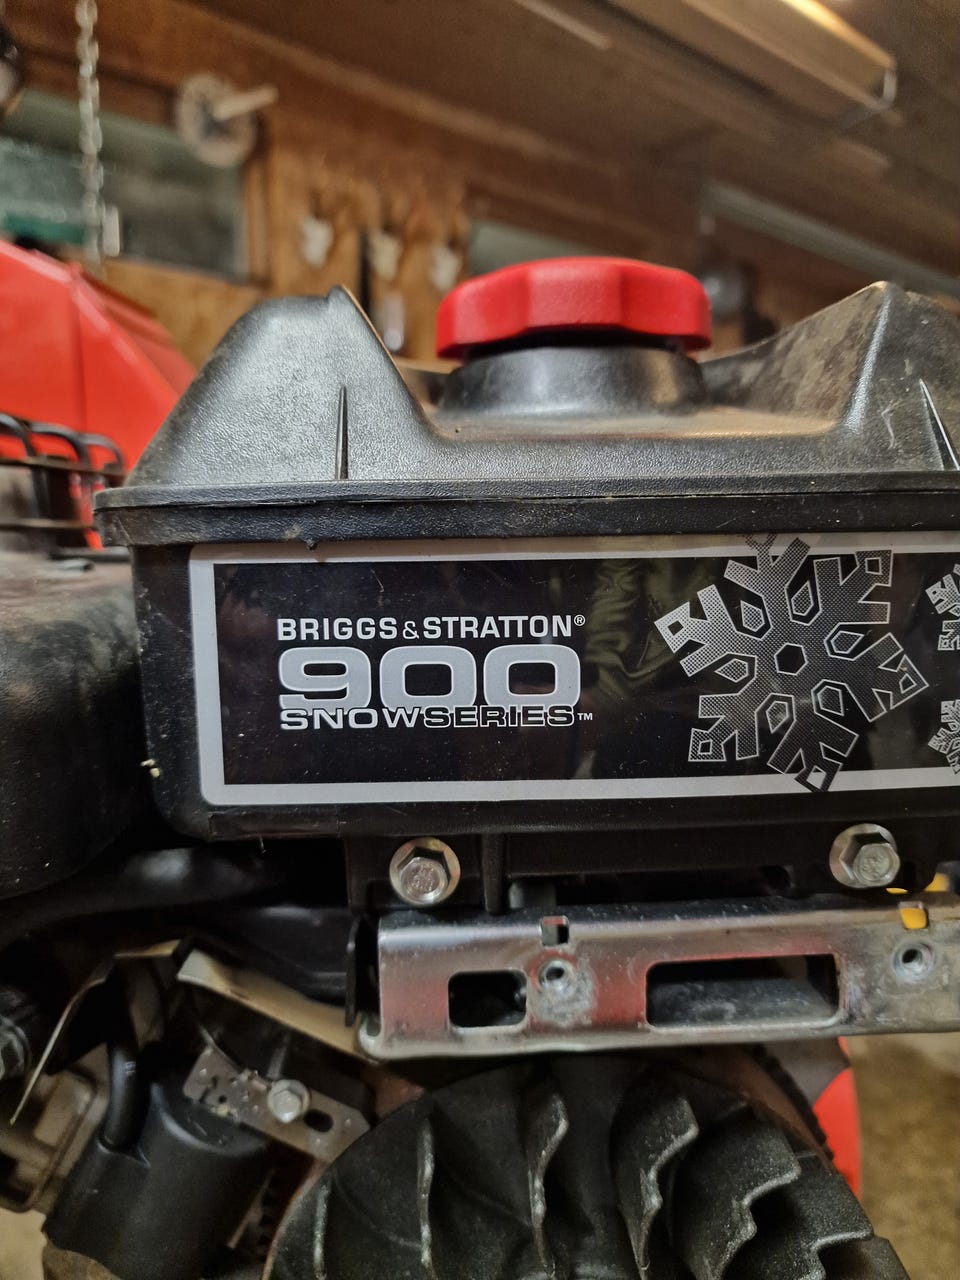 BRIGGS & STRATTON®
900
SNOWSERIES™